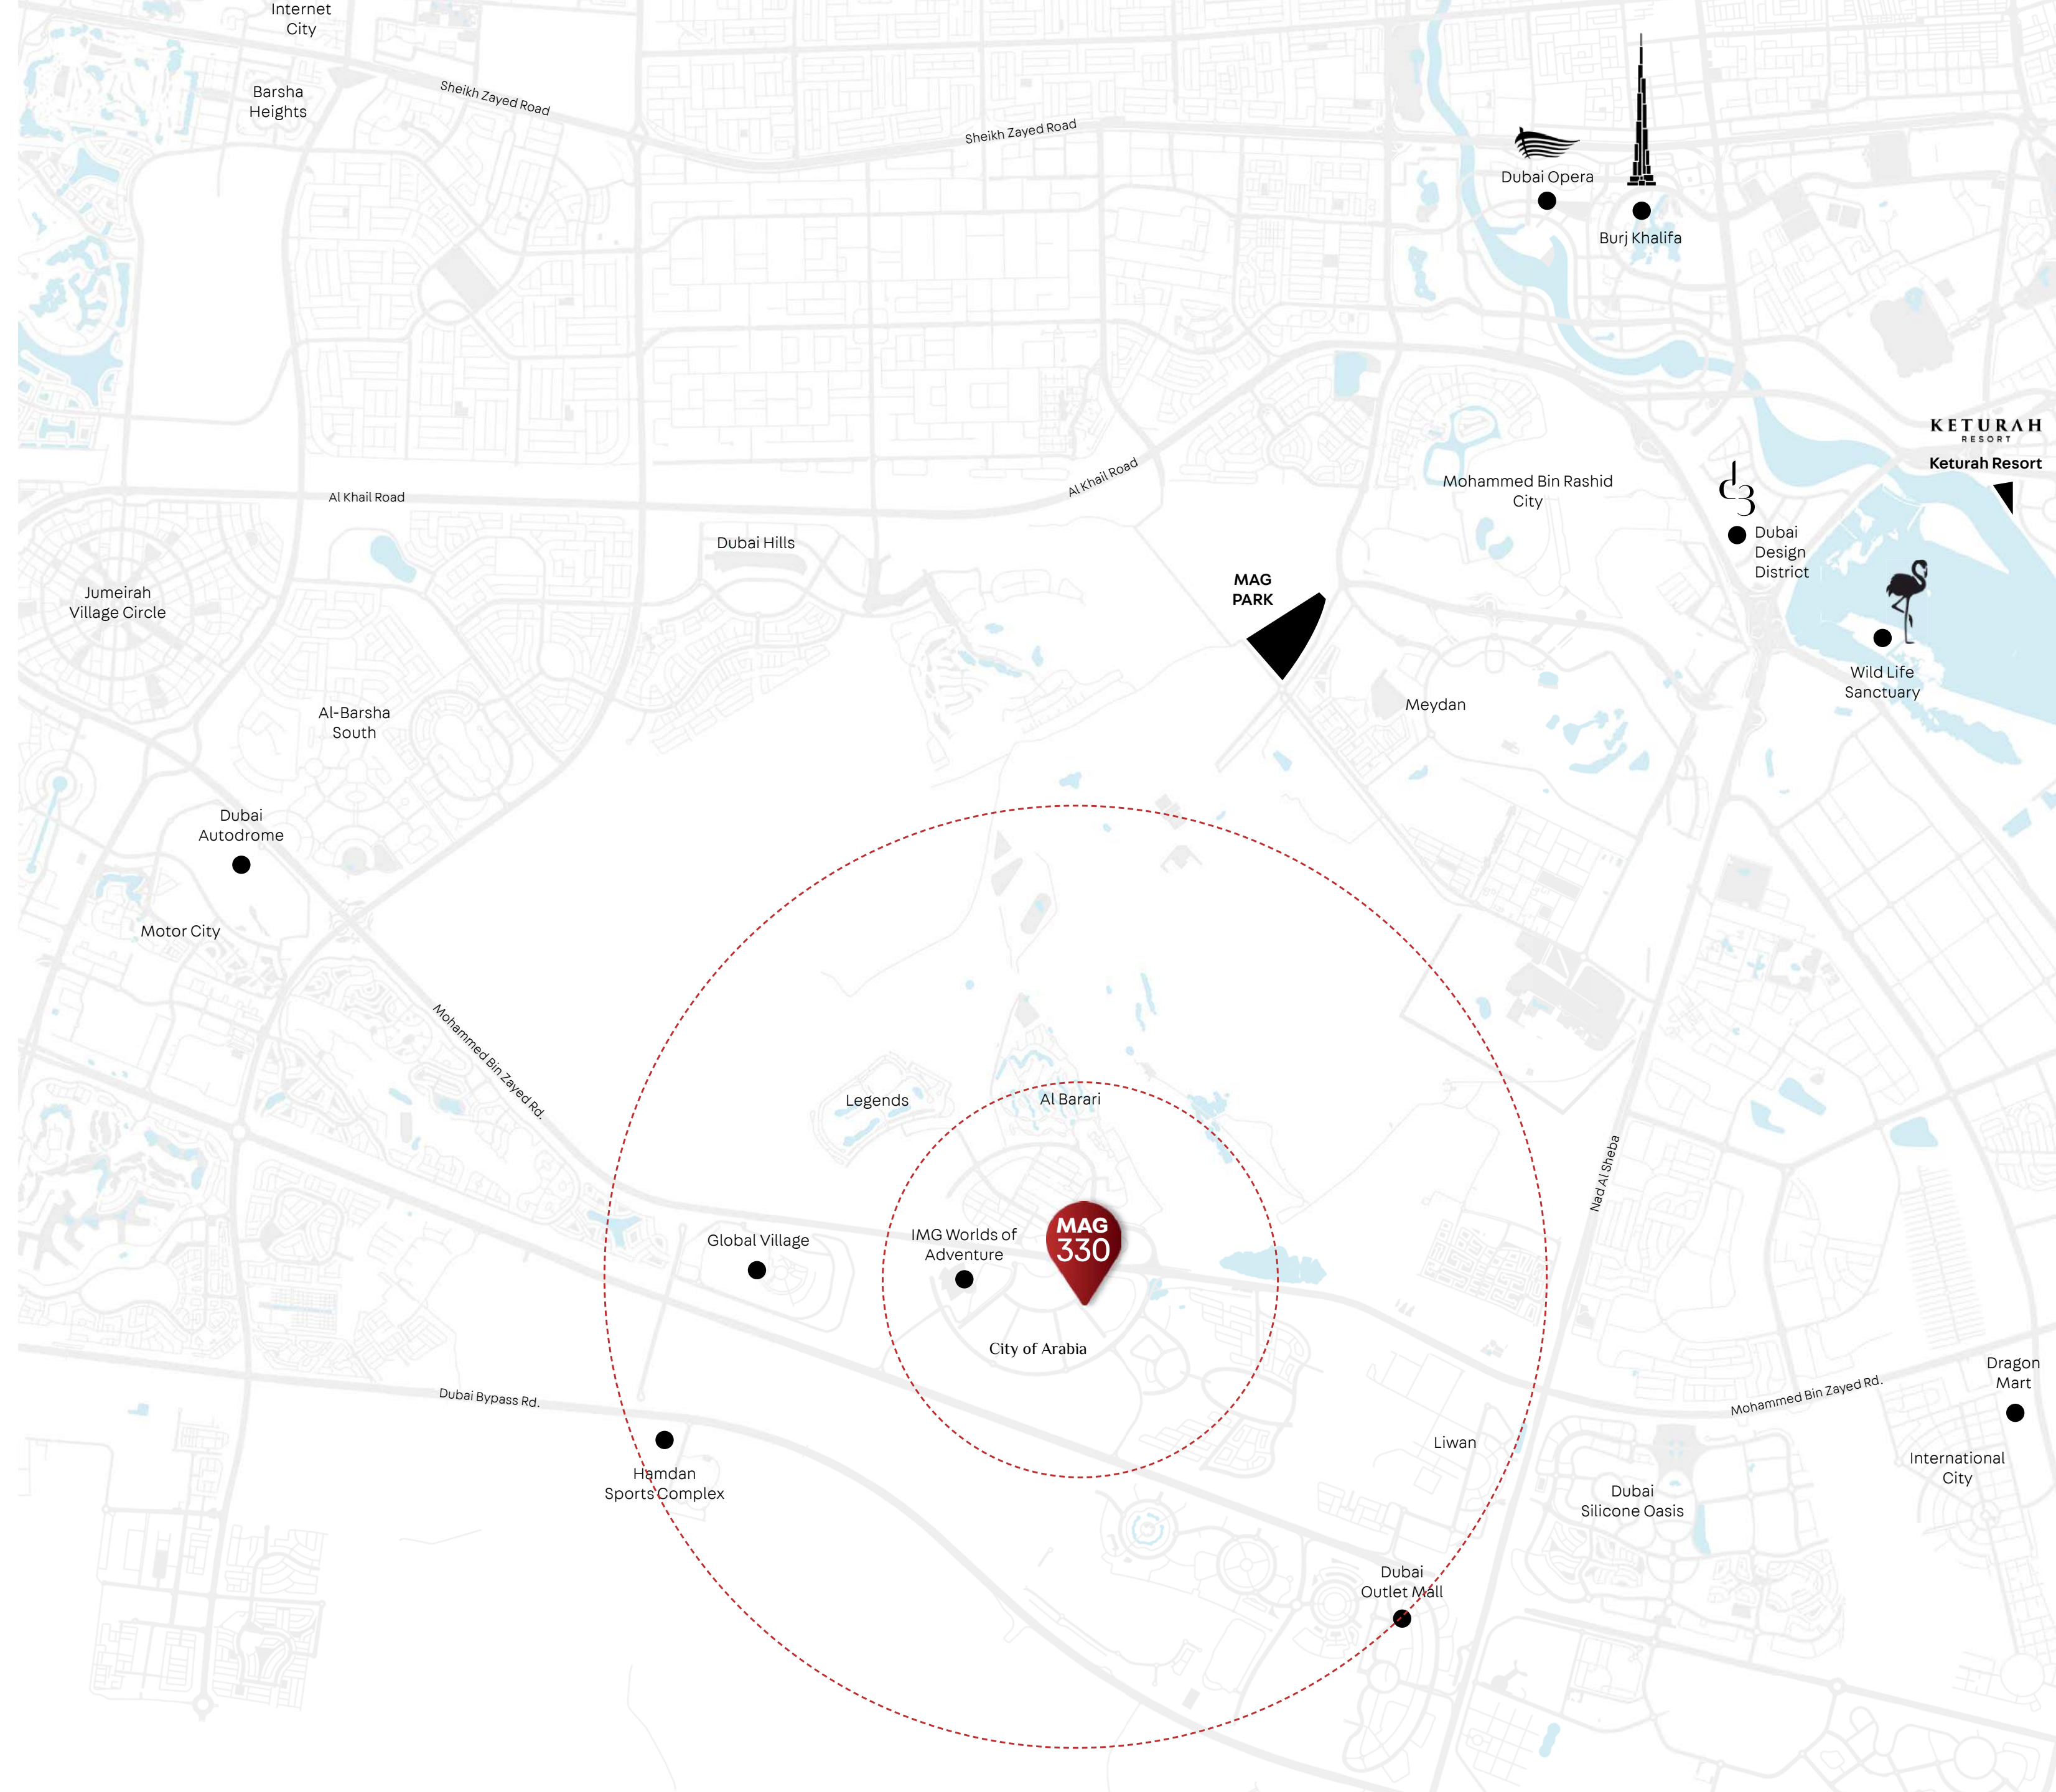 Internet
City
Barsha
Heights
Sheikh Zayed Road
Sheikh Zayed Road
Dubai Opera
Burj Khalifa
KETURAH
RESORT
Keturah Resort
Al Khail Road
Al Khail Road
Mohammed Bin Rashid
City
d3
Dubai
Design
District
Dubai Hills
Jumeirah
Village Circle
MAG
PARK
Wild Life
Sanctuary
Al-Barsha
South
Meydan
Dubai
Autodrome
Motor City
Mohammed Bin Zayed Rd.
Legends
Al Barari
Nad Al Sheba
Global Village
IMG Worlds of
Adventure
MAG
330
City of Arabia
Dubai Bypass Rd.
Dragon
Mart
Mohammed Bin Zayed Rd.
Liwan
International
City
Hamdan
Sports Complex
Dubai
Silicone Oasis
Dubai
Outlet Mall